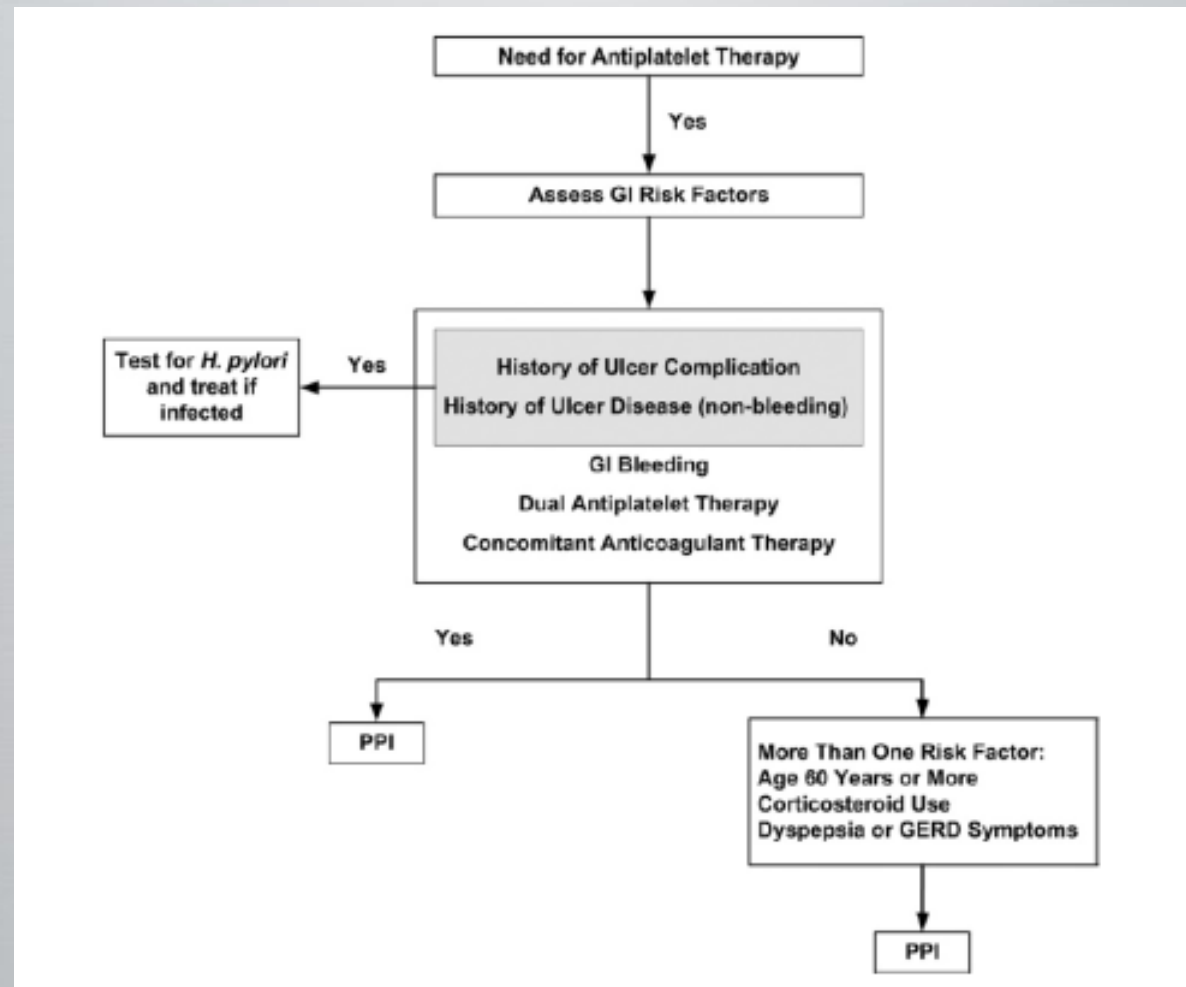 Need for Antiplatelet Therapy
Yes
Assess GI Risk Factors
Test for H. pylori
and treat if
infected
Yes
History of Ulcer Complication
History of Ulcer Disease (non-bleeding)
GI Bleeding
Dual Antiplatelet Therapy
Concomitant Anticoagulant Therapy
Yes
No
PPI
More Than One Risk Factor:
Age 60 Years or More
Corticosteroid Use
Dyspepsia or GERD Symptoms
PPI